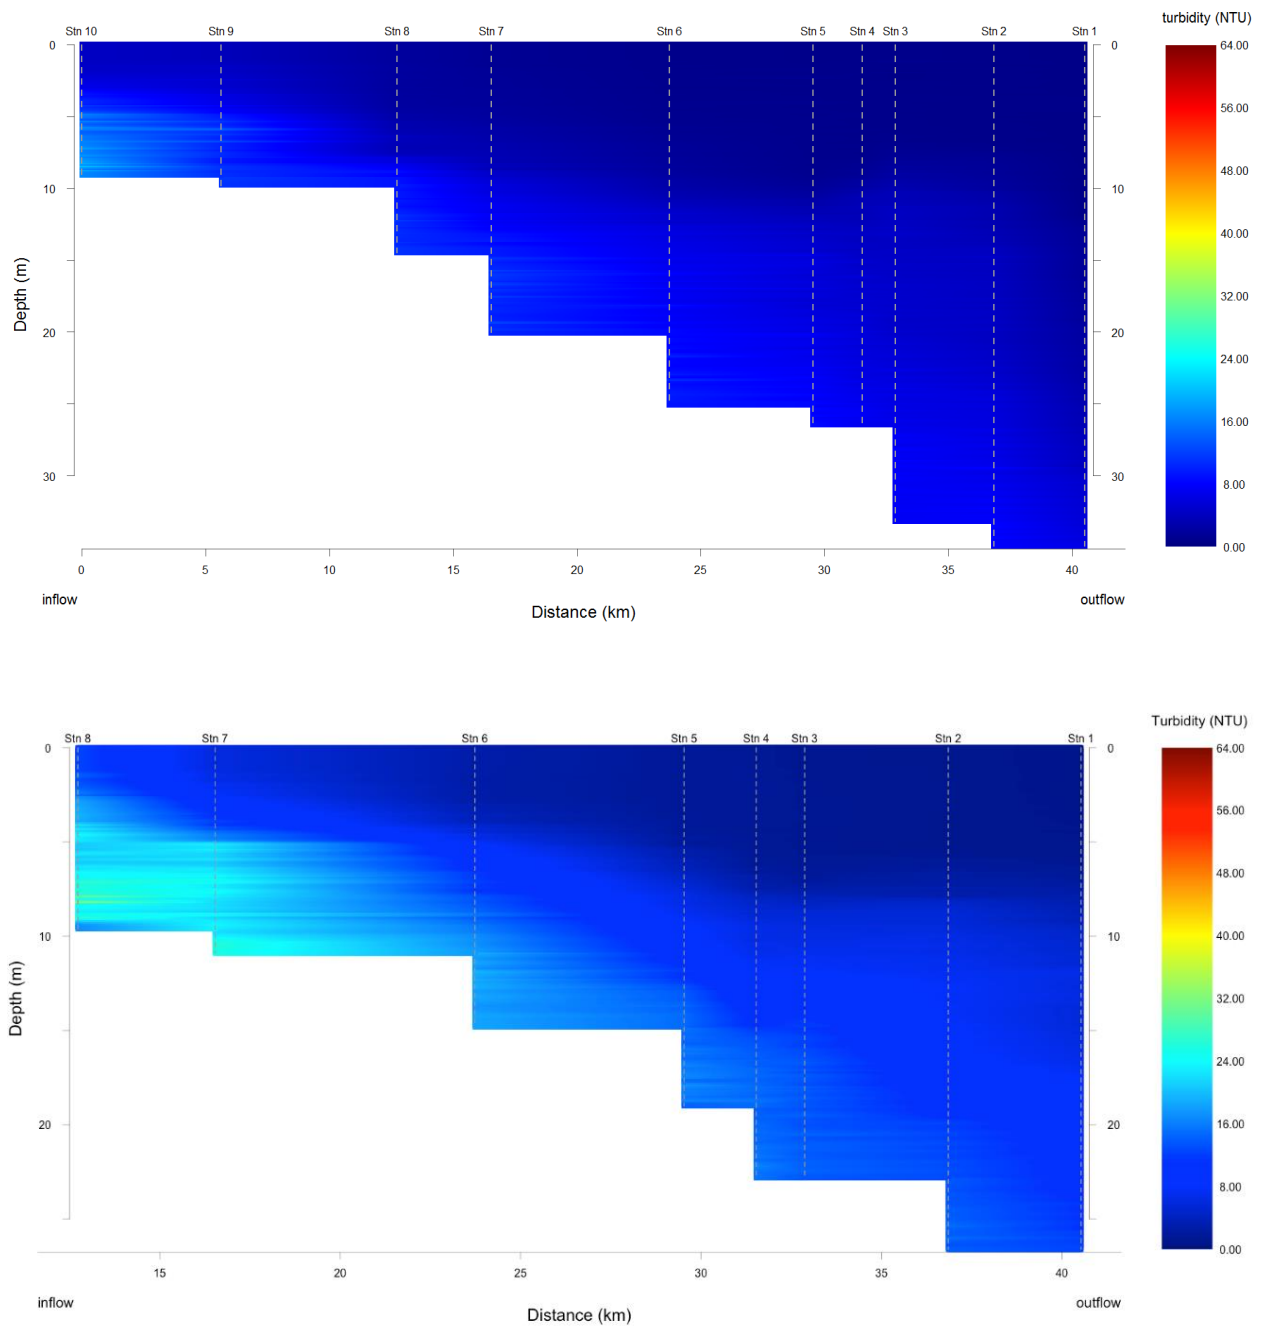 turbidity (NTU)
Stn 10 Stn 9 Stn 8 Stn 7 Stn 6 Stn 5 Stn 4 Stn 3 Stn 2 Stn 1
0 0 64.00
56.00
48.00
10 10
40.00
Depth (m)
32.00
20 20
24.00
16.00
30 30
8.00
0.00
0 5 10 15 20 25 30 35 40
inflow outflow
Distance (km)
Turbidity (NTU)
Stn 8 Stn 7 Stn 6 Stn 5 Stn 4 Stn 3 Stn 2 Stn 1
0 0 64.00
56.00
48.00
10 10 40.00
Depth (m)
32.00
24.00
20 20 16.00
8.00
0.00
15 20 25 30 35 40
inflow outflow
Distance (km)